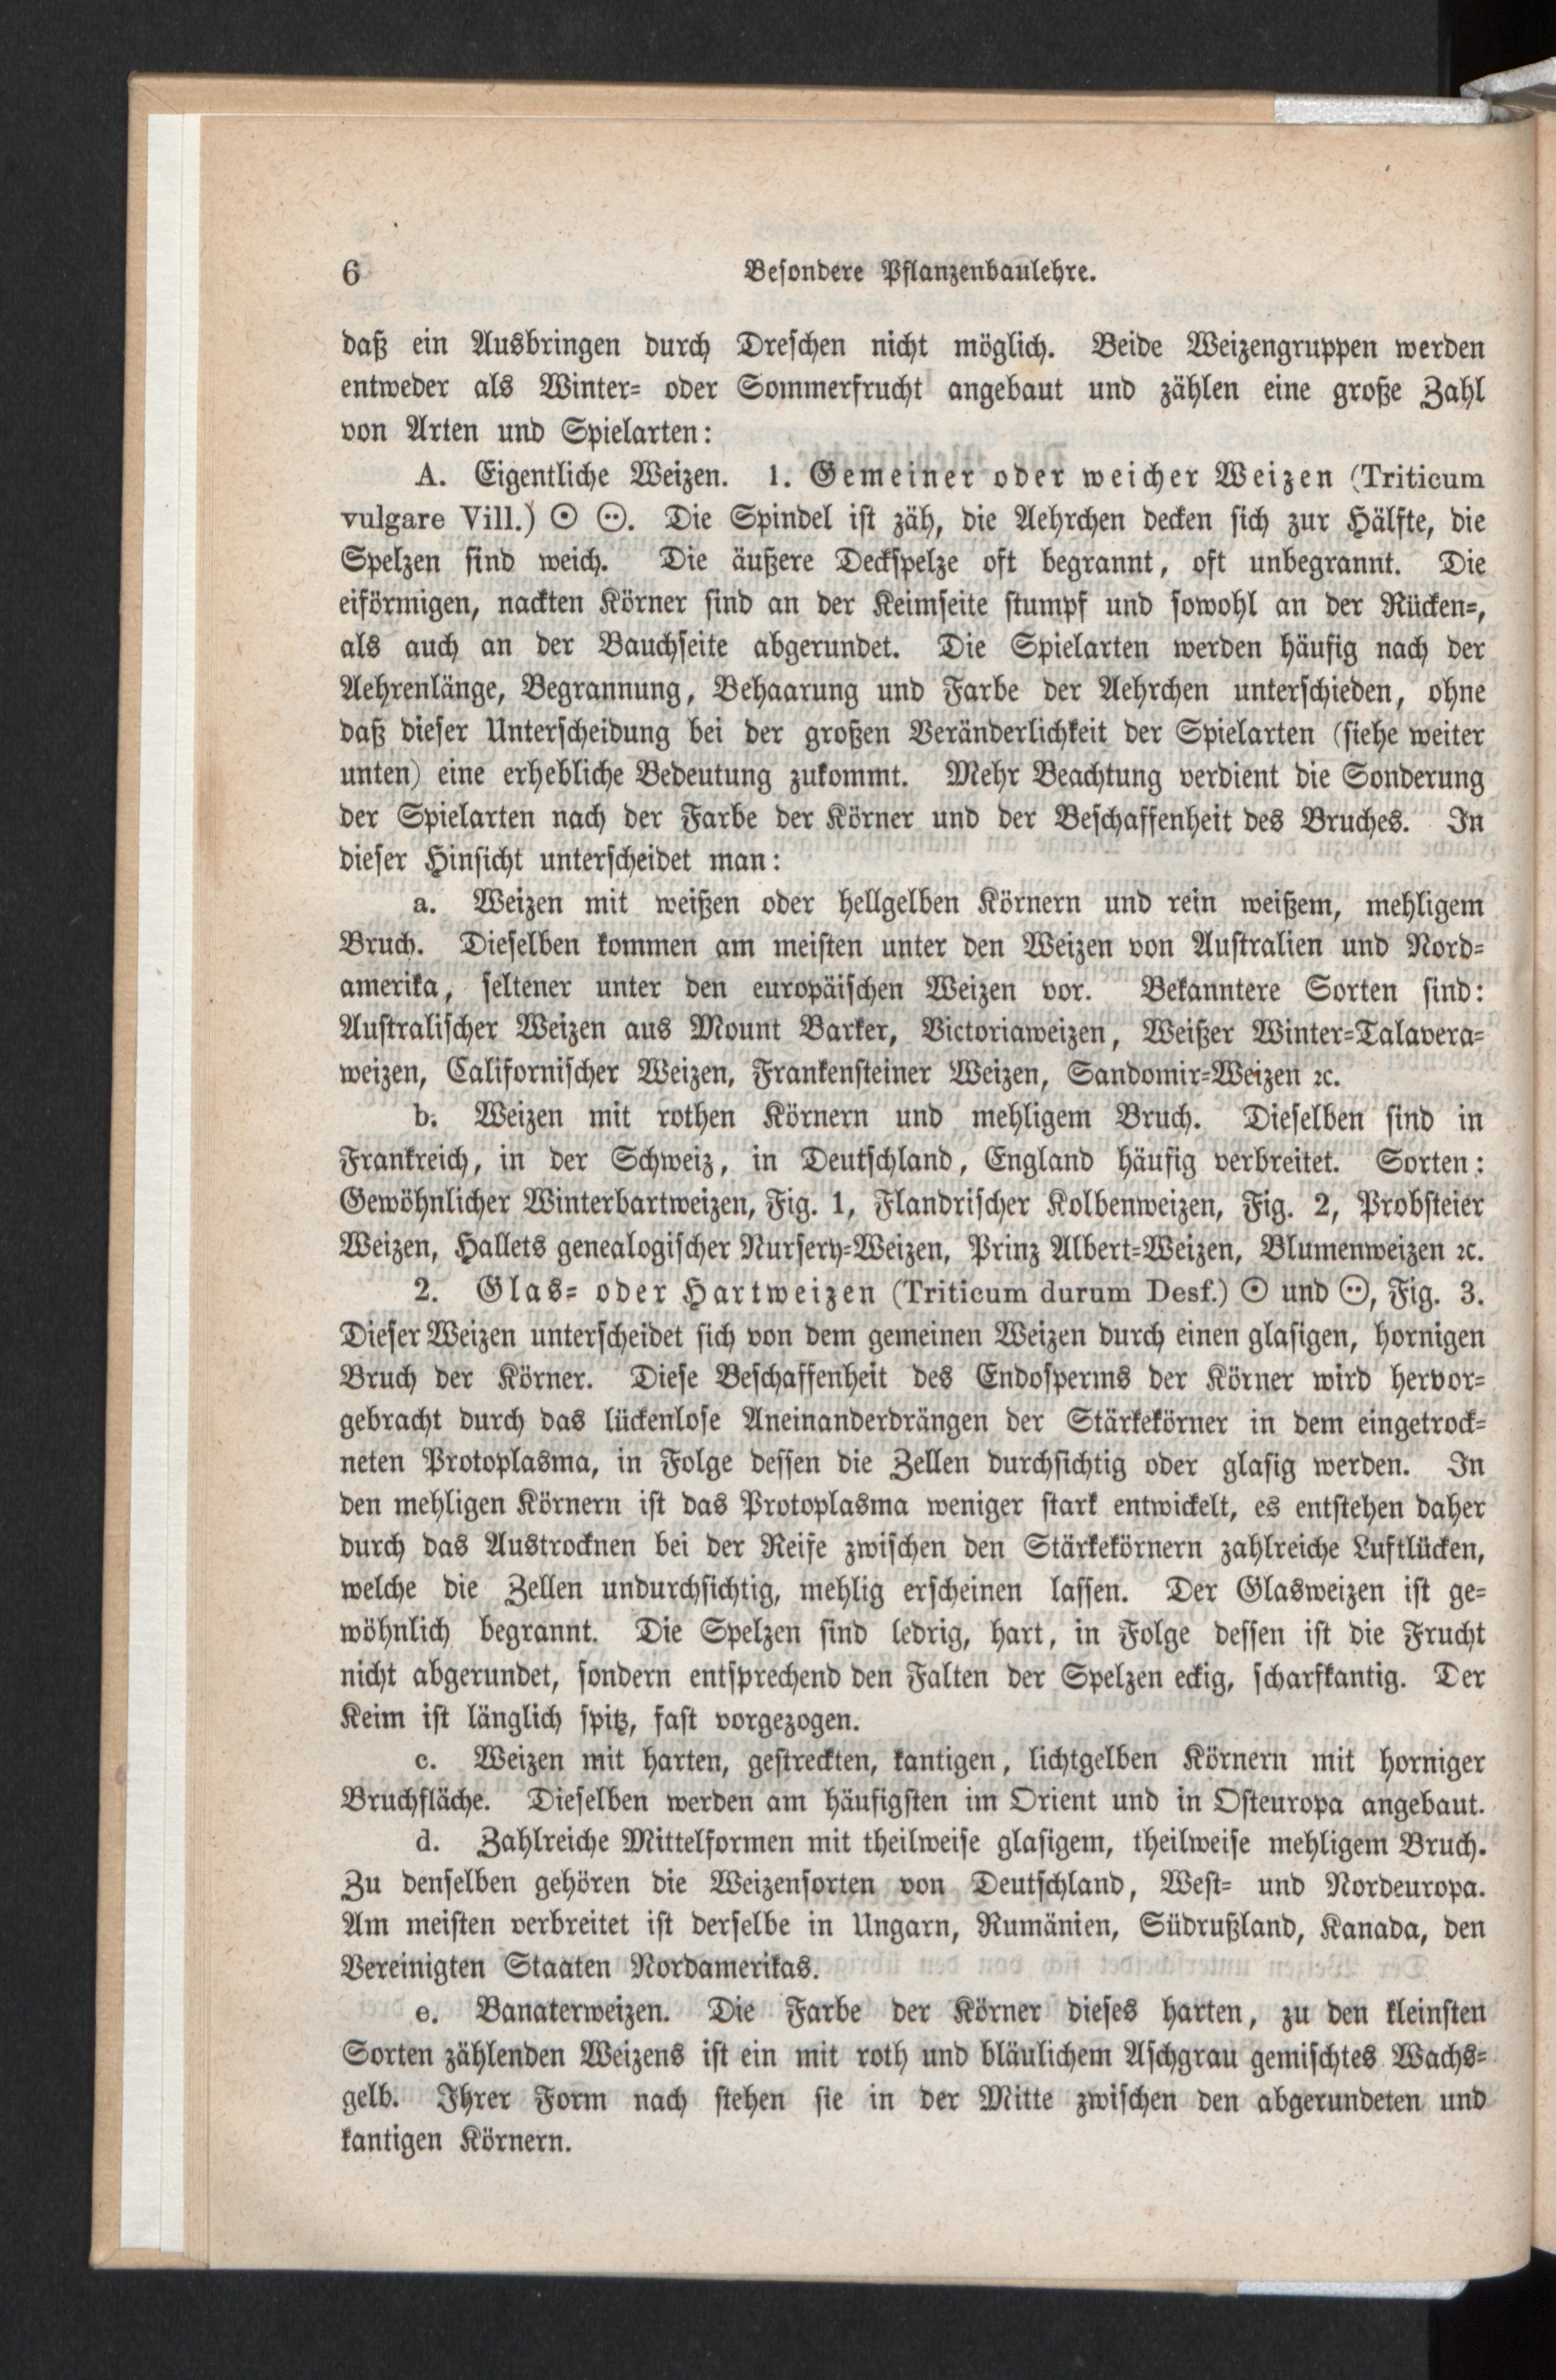 6 Besondere Pflanzenbaulehre.
daß ein Ausbringen durch Dreschen nicht möglich. Beide Weizengruppen werden
entweder als Winter- oder Sommerfrucht angebaut und zählen eine große Zahl
von Arten und Spielarten:
A. Eigentliche Weizen. 1. Gemeiner oder weicher Weizen (Triticum
vulgare Vill.) ⊙ ⊙. Die Spindel ist zäh, die Aehrchen decken sich zur Hälfte, die
Spelzen sind weich. Die äußere Deckspelze oft begrannt, oft unbegrannt. Die
eiförmigen, nackten Körner sind an der Keimseite stumpf und sowohl an der Rücken-,
als auch an der Bauchseite abgerundet. Die Spielarten werden häufig nach der
Aehrenlänge, Begrannung, Behaarung und Farbe der Aehrchen unterschieden, ohne
daß dieser Unterscheidung bei der großen Veränderlichkeit der Spielarten (siehe weiter
unten) eine erhebliche Bedeutung zukommt. Mehr Beachtung verdient die Sonderung
der Spielarten nach der Farbe der Körner und der Beschaffenheit des Bruches. In
dieser Hinsicht unterscheidet man:
a. Weizen mit weißen oder hellgelben Körnern und rein weißem, mehligem
Bruch. Dieselben kommen am meisten unter den Weizen von Australien und Nord-
amerika, seltener unter den europäischen Weizen vor. Bekanntere Sorten sind:
Australischer Weizen aus Mount Barker, Victoriaweizen, Weißer Winter-Talavera-
weizen, Californischer Weizen, Frankensteiner Weizen, Sandomir-Weizen ꝛc.
b. Weizen mit rothen Körnern und mehligem Bruch. Dieselben sind in
Frankreich, in der Schweiz, in Deutschland, England häufig verbreitet. Sorten:
Gewöhnlicher Winterbartweizen, Fig. 1, Flandrischer Kolbenweizen, Fig. 2, Probsteier
Weizen, Hallets genealogischer Nursery-Weizen, Prinz Albert-Weizen, Blumenweizen ꝛc.
2. Glas- oder Hartweizen (Triticum durum Desf.) ⊙ und ⊙, Fig. 3.
Dieser Weizen unterscheidet sich von dem gemeinen Weizen durch einen glasigen, hornigen
Bruch der Körner. Diese Beschaffenheit des Endosperms der Körner wird hervor-
gebracht durch das lückenlose Aneinanderdrängen der Stärkekörner in dem eingetrock-
neten Protoplasma, in Folge dessen die Zellen durchsichtig oder glasig werden. In
den mehligen Körnern ist das Protoplasma weniger stark entwickelt, es entstehen daher
durch das Austrocknen bei der Reife zwischen den Stärkekörnern zahlreiche Luftlücken,
welche die Zellen undurchsichtig, mehlig erscheinen lassen. Der Glasweizen ist ge-
wöhnlich begrannt. Die Spelzen sind ledrig, hart, in Folge dessen ist die Frucht
nicht abgerundet, sondern entsprechend den Falten der Spelzen eckig, scharfkantig. Der
Keim ist länglich spitz, fast vorgezogen.
c. Weizen mit harten, gestreckten, kantigen, lichtgelben Körnern mit horniger
Bruchfläche. Dieselben werden am häufigsten im Orient und in Osteuropa angebaut.
d. Zahlreiche Mittelformen mit theilweise glasigem, theilweise mehligem Bruch.
Zu denselben gehören die Weizensorten von Deutschland, West- und Nordeuropa.
Am meisten verbreitet ist derselbe in Ungarn, Rumänien, Südrußland, Kanada, den
Vereinigten Staaten Nordamerikas.
e. Banaterweizen. Die Farbe der Körner dieses harten, zu den kleinsten
Sorten zählenden Weizens ist ein mit roth und bläulichem Aschgrau gemischtes Wachs-
gelb. Ihrer Form nach stehen sie in der Mitte zwischen den abgerundeten und
kantigen Körnern.